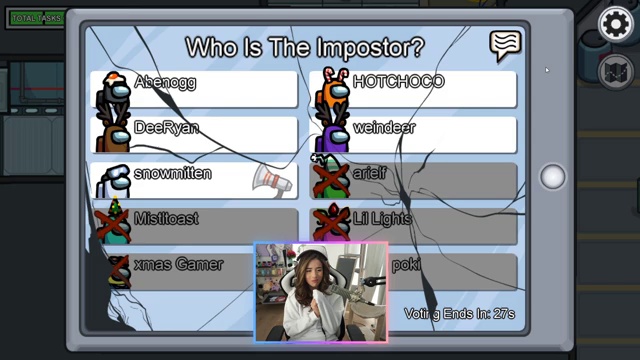 TOTAL TASKS
Who Is The Impostor?
Abenogg
HOTCHOCO
DeeRyan
weindeer
snowmitten
arielf
Mistltoast
Lil Lights
xmas Gamer
poki
Voting Ends In: 27s